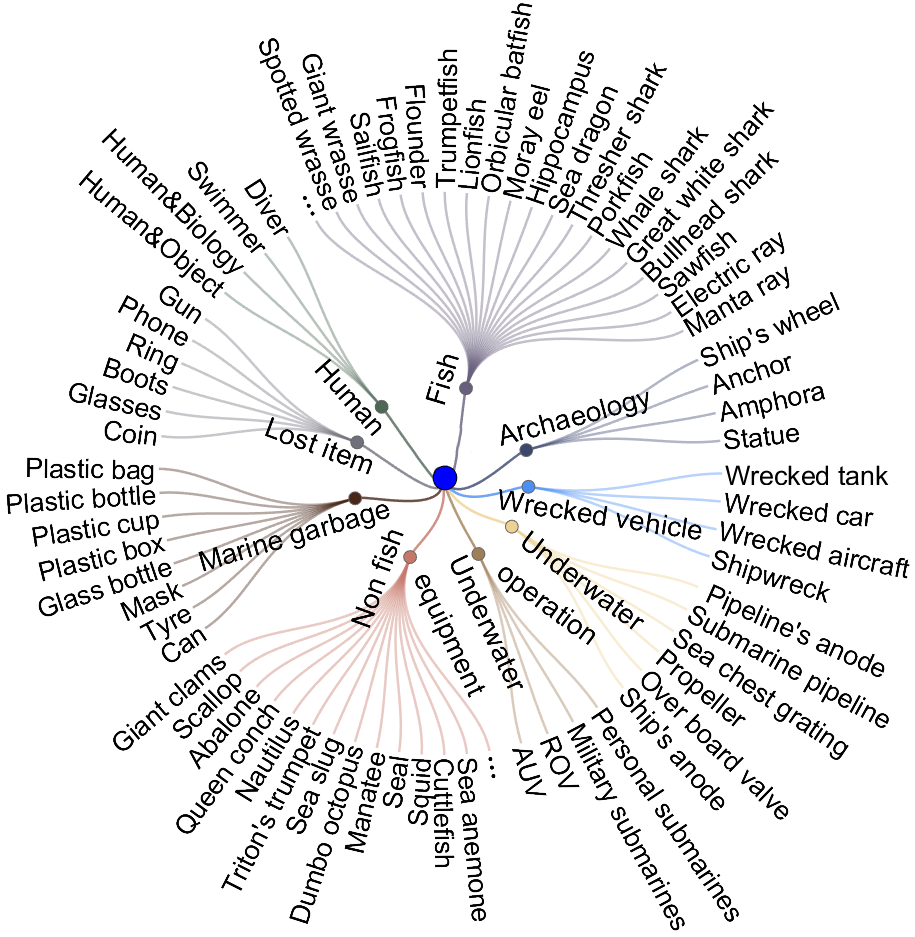 Spotted wrasse
Giant wrasse
Sailfish
Frogfish
Flounder
Trumpetfish
Lionfish
Orbicular batfish
Moray eel
Hippocampus
Sea dragon
Thresher shark
Porkfish
Whale shark
Great white shark
Bullhead shark
Sawfish
Electric ray
Manta ray
...
Fish
Ship's wheel
Anchor
Amphora
Statue
Archaeology
Wrecked tank
Wrecked car
Wrecked aircraft
Shipwreck
Wrecked vehicle
Pipeline's anode
Submarine pipeline
Sea chest grating
Propeller
Over board valve
Ship's anode
Underwater
operation
Personal submarines
Military submarines
ROV
AUV
Underwater
equipment
...
Sea anemone
Cuttlefish
Squid
Seal
Manatee
Dumbo octopus
Sea slug
Triton's trumpet
Nautilus
Queen conch
Abalone
Scallop
Giant clams
Non fish
Can
Tyre
Mask
Glass bottle
Plastic box
Plastic cup
Plastic bottle
Plastic bag
Marine garbage
Coin
Glasses
Boots
Ring
Phone
Gun
Lost item
Human&Object
Human&Biology
Swimmer
Diver
Human